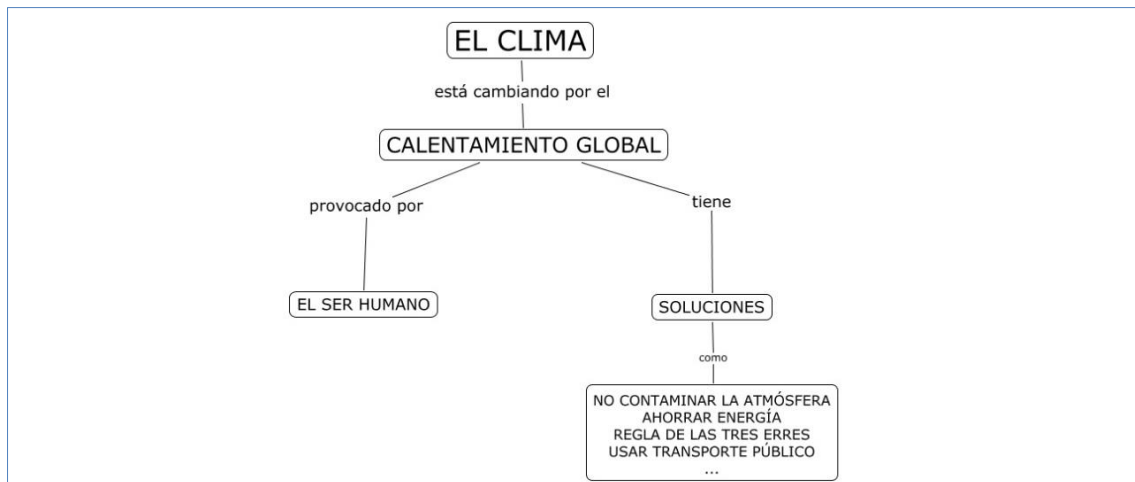 EL CLIMA
está cambiando por el
CALENTAMIENTO GLOBAL
provocado por
tiene
EL SER HUMANO
SOLUCIONES
como
NO CONTAMINAR LA ATMÓSFERA
AHORRAR ENERGÍA
REGLA DE LAS TRES ERRES
USAR TRANSPORTE PÚBLICO
...